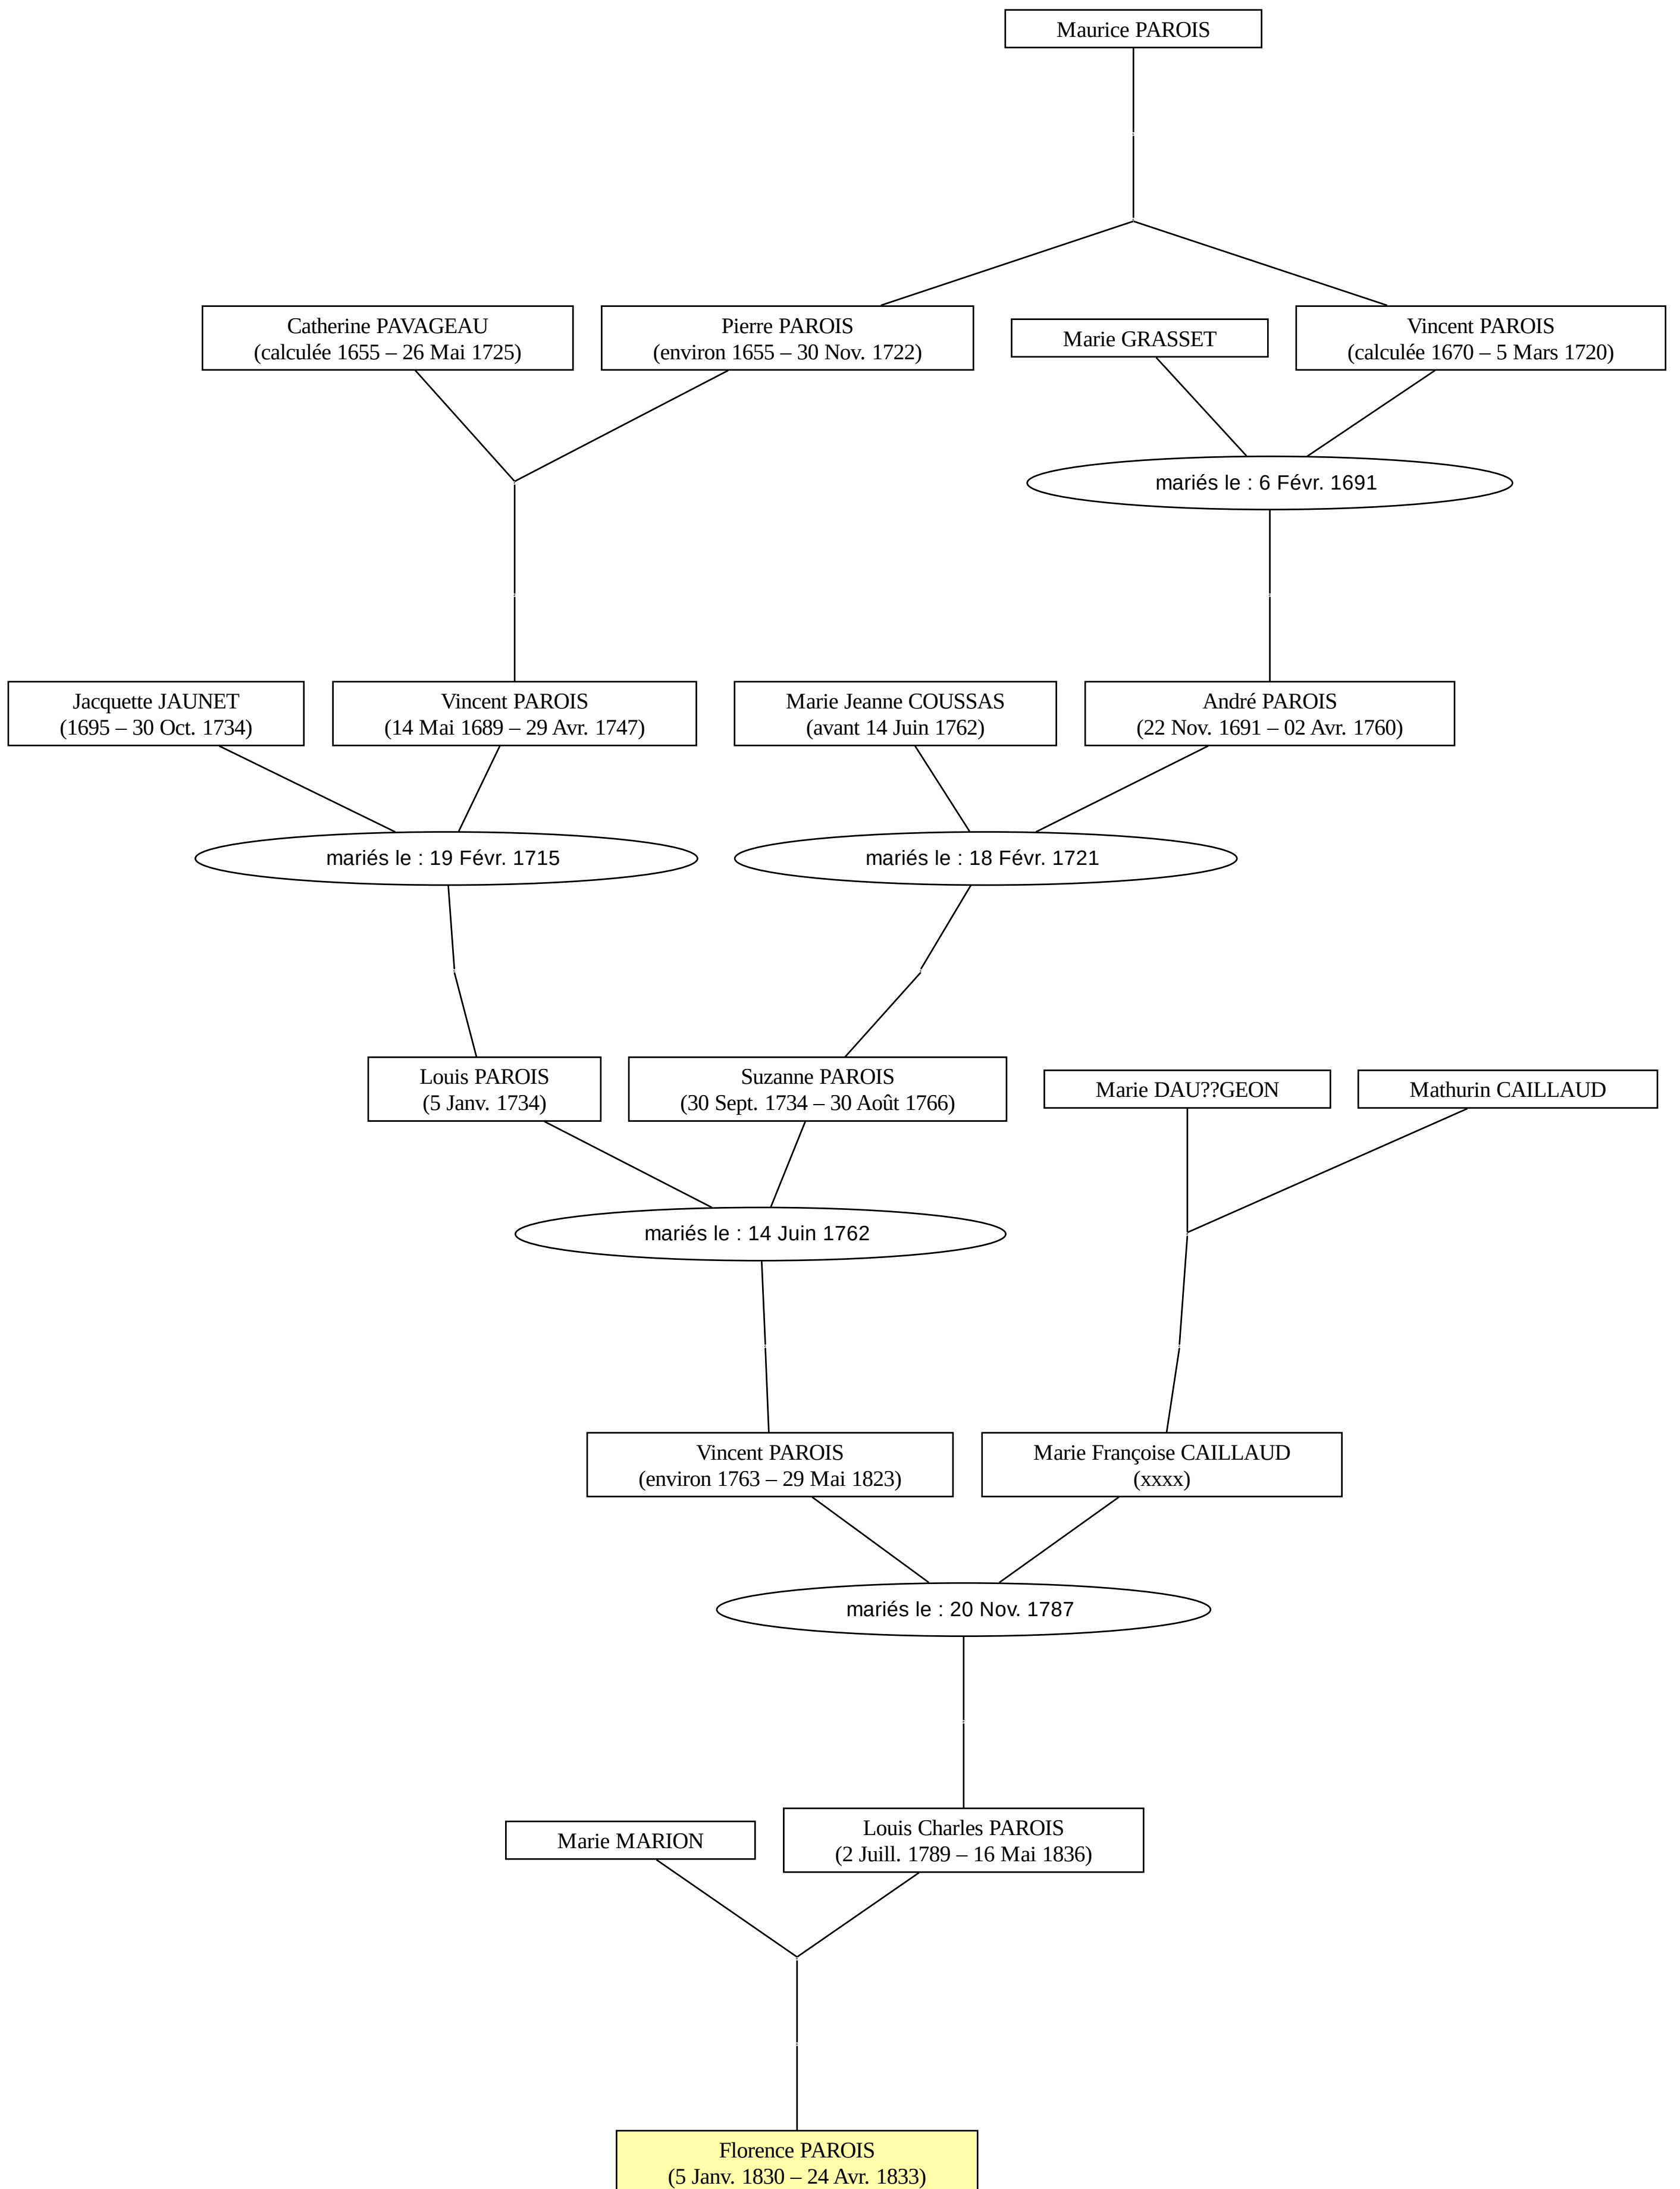 Maurice PAROIS
Catherine PAVAGEAU
(calculée 1655 – 26 Mai 1725)
Pierre PAROIS
(environ 1655 – 30 Nov. 1722)
Marie GRASSET
Vincent PAROIS
(calculée 1670 – 5 Mars 1720)
mariés le : 6 Févr. 1691
Jacquette JAUNET
(1695 – 30 Oct. 1734)
Vincent PAROIS
(14 Mai 1689 – 29 Avr. 1747)
Marie Jeanne COUSSAS
(avant 14 Juin 1762)
André PAROIS
(22 Nov. 1691 – 02 Avr. 1760)
mariés le : 19 Févr. 1715
mariés le : 18 Févr. 1721
Louis PAROIS
(5 Janv. 1734)
Suzanne PAROIS
(30 Sept. 1734 – 30 Août 1766)
Marie DAU??GEON
Mathurin CAILLAUD
mariés le : 14 Juin 1762
Vincent PAROIS
(environ 1763 – 29 Mai 1823)
Marie Françoise CAILLAUD
(xxxx)
mariés le : 20 Nov. 1787
Marie MARION
Louis Charles PAROIS
(2 Juill. 1789 – 16 Mai 1836)
Florence PAROIS
(5 Janv. 1830 – 24 Avr. 1833)